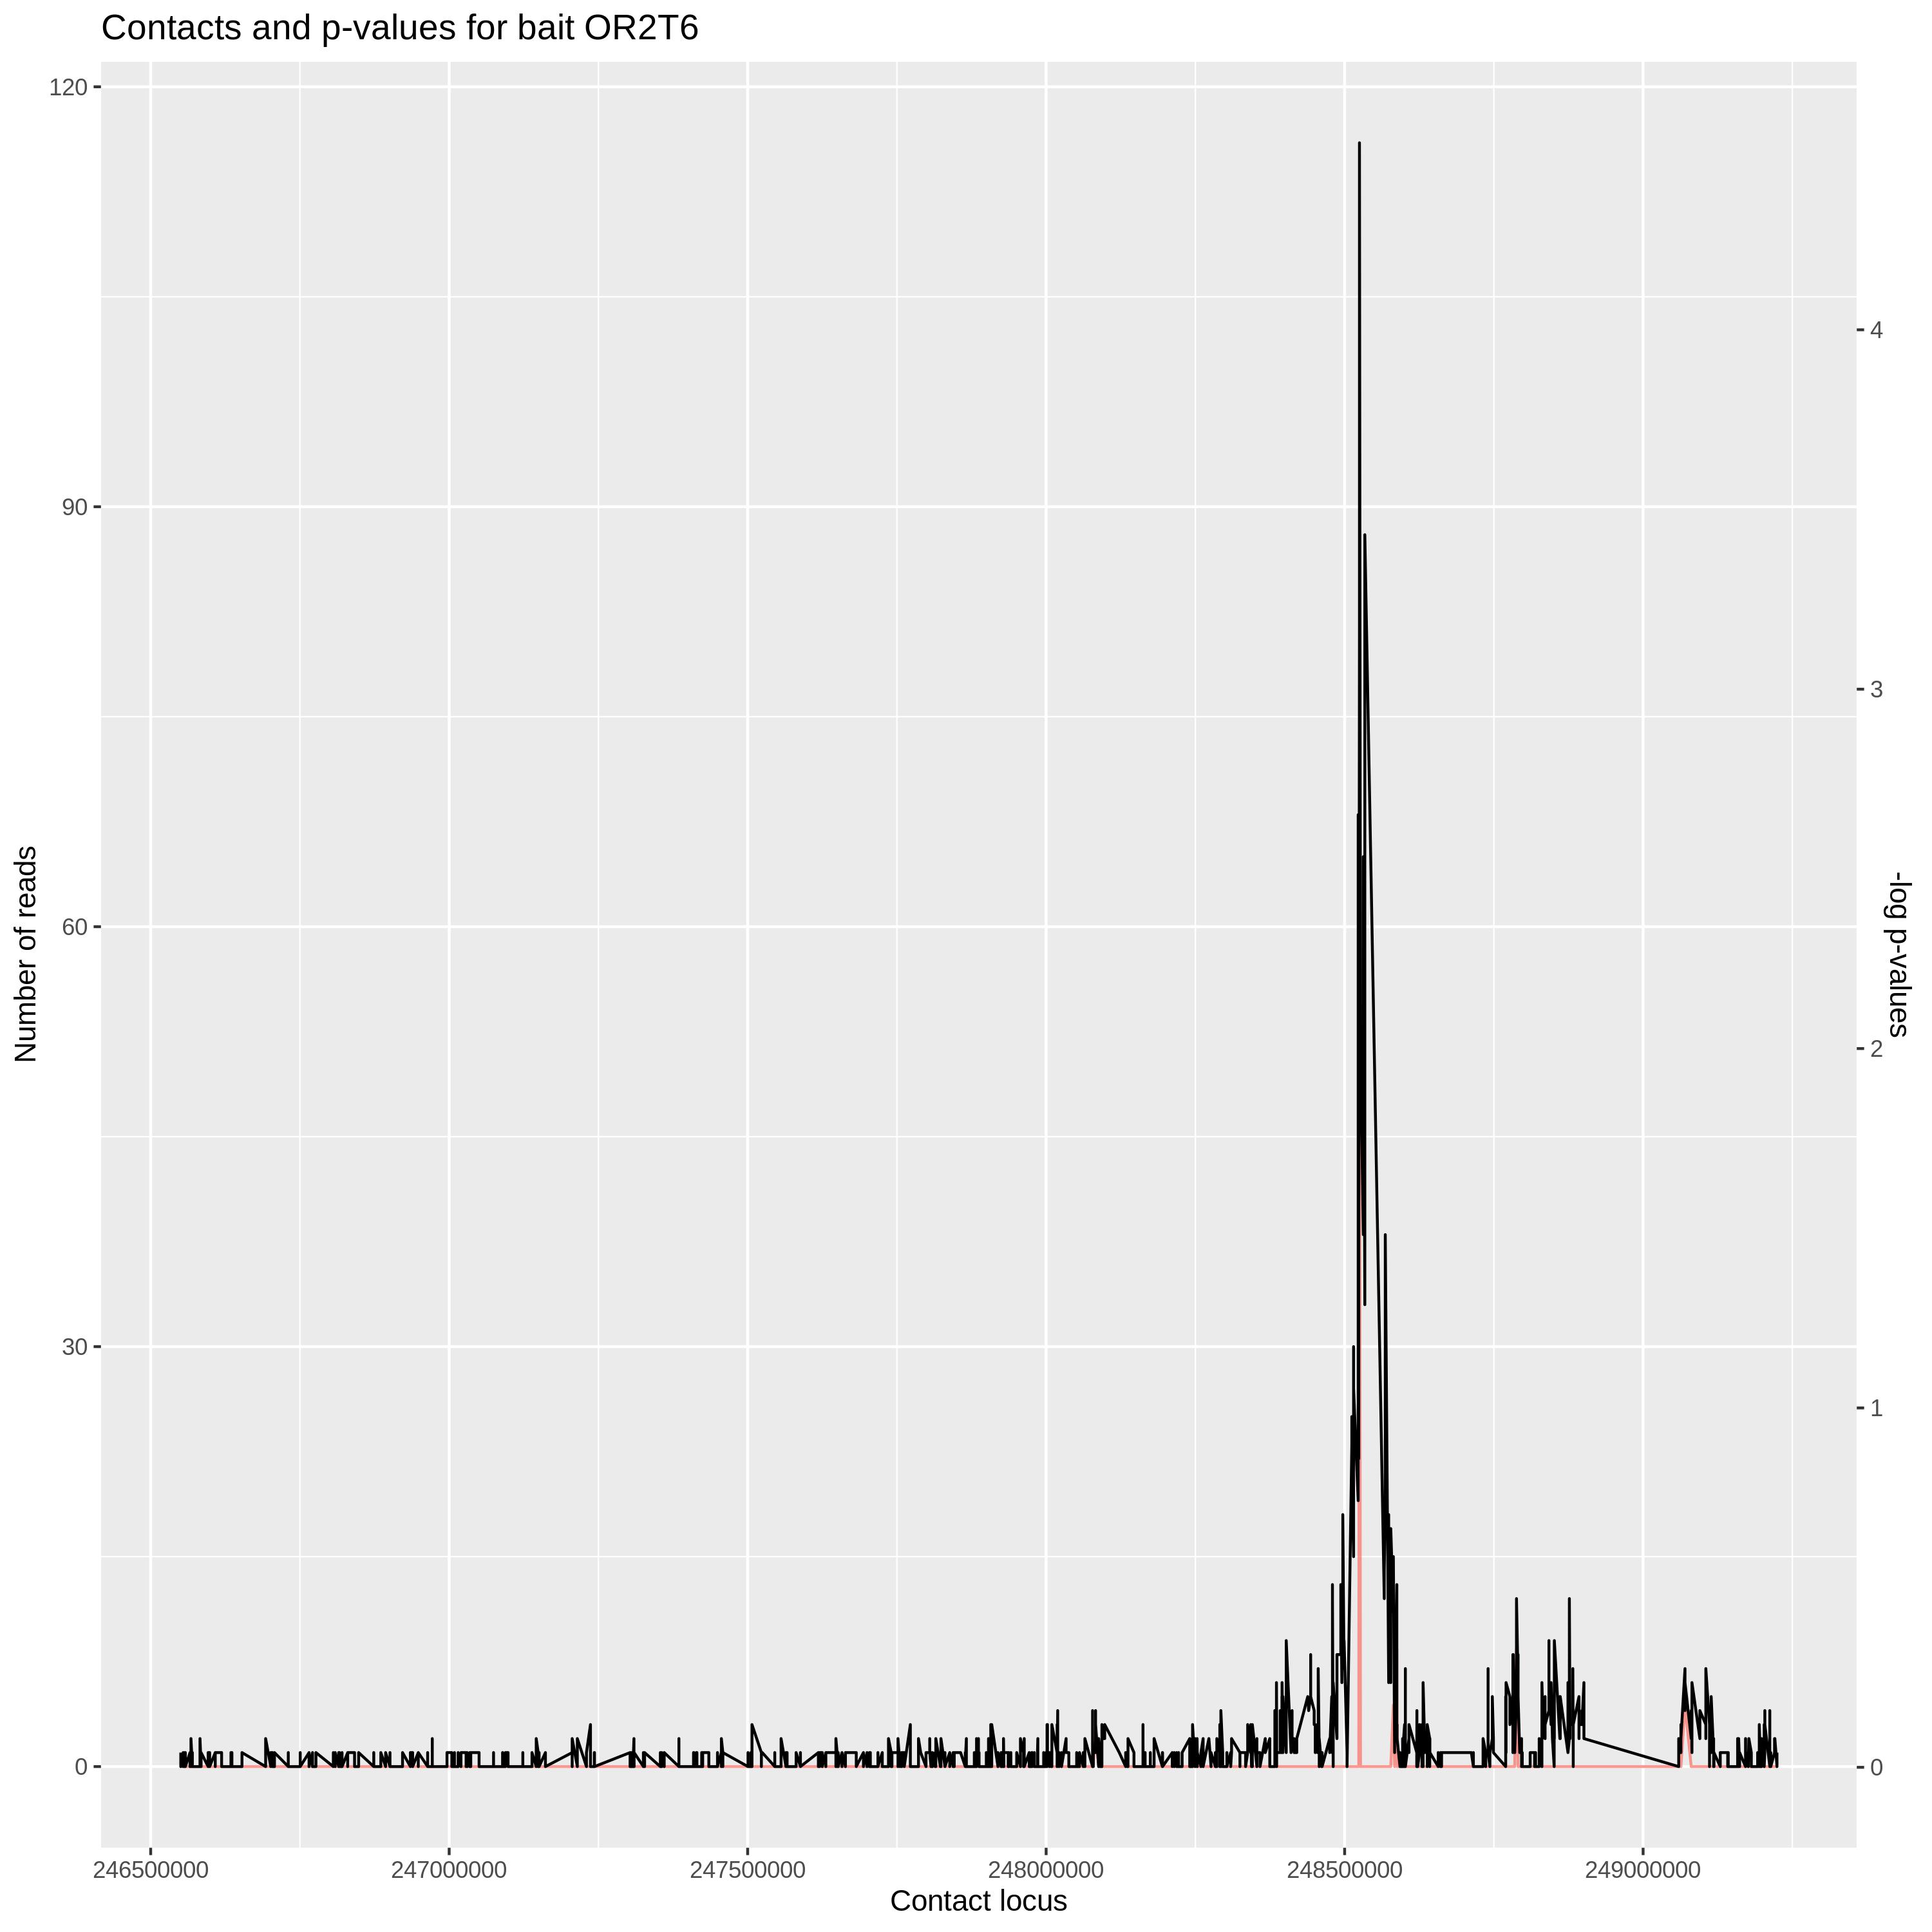 Contacts and p-values for bait OR2T6
120
90
60
30
0
Number of reads
4
3
2
1
0
-log p-values
246500000 247000000 247500000 248000000 248500000 249000000
Contact locus